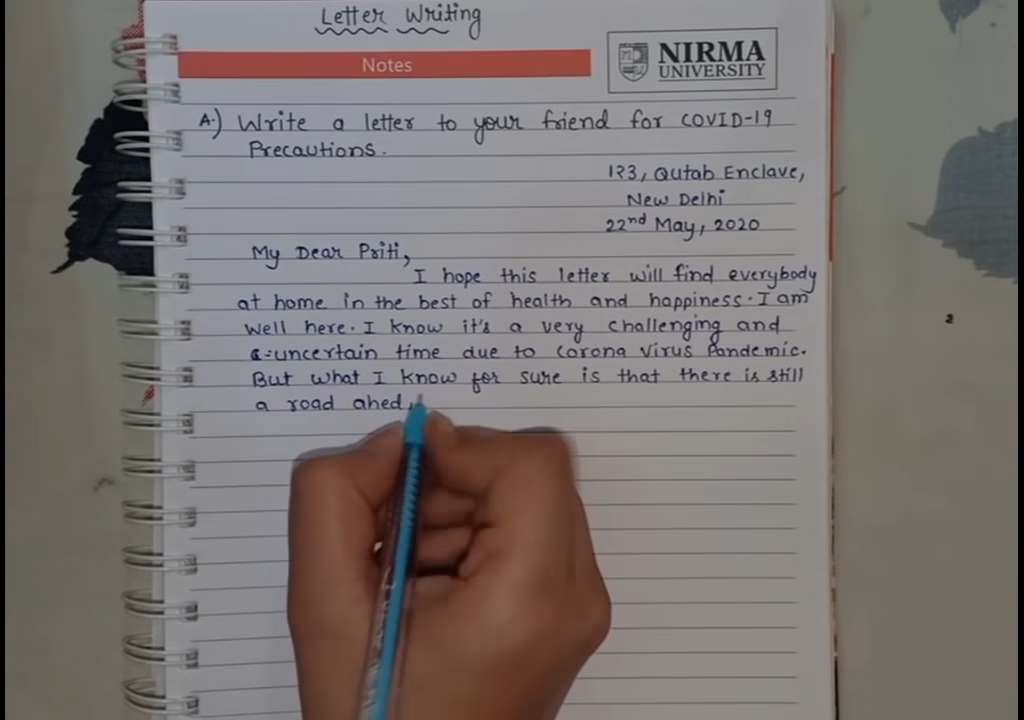 Letter Writing
Notes
NIRMA
UNIVERSITY
A.) Write a letter to your friend for COVID-19
Precautions.
123, Qutab Enclave,
New Delhi
22nd May, 2020
My Dear Priti,
I hope this letter will find everybody
at home in the best of health and happiness. I am
well here. I know it's a very challenging and
uncertain time due to corona virus Pandemic.
But what I know for sure is that there is still
a road ahed,